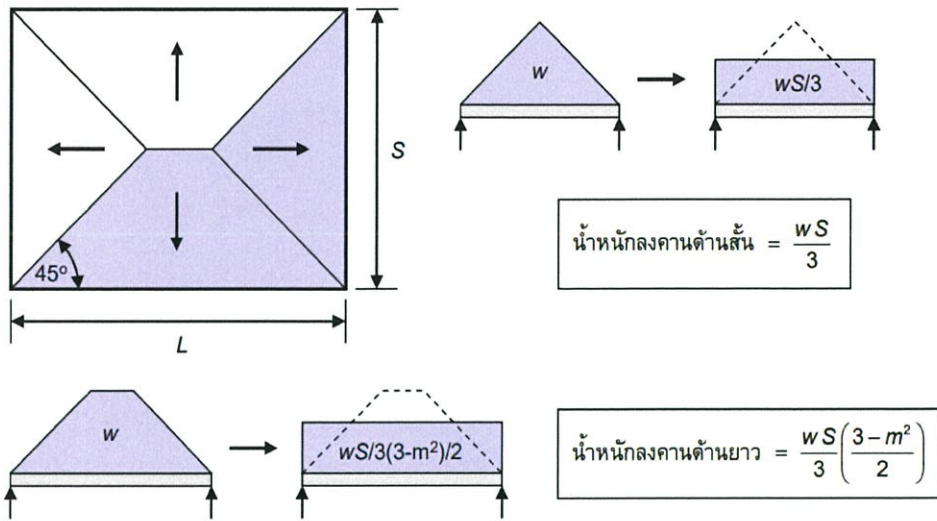 S
45°
L
w
wS/3
น้ำหนักลงคานด้านสั้น = wS/3
w
wS/3(3-m²)/2
น้ำหนักลงคานด้านยาว = wS/3 (3 − m²/2)